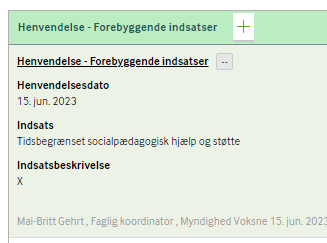 Henvendelse - Forebyggende indsatser
Henvendelse - Forebyggende indsatser --
Henvendelsesdato
15. jun. 2023
Indsats
Tidsbegrænset socialpædagogisk hjælp og støtte
Indsatsbeskrivelse
X
Mai-Britt Gehrt , Faglig koordinator , Myndighed Voksne 15. jun. 2023